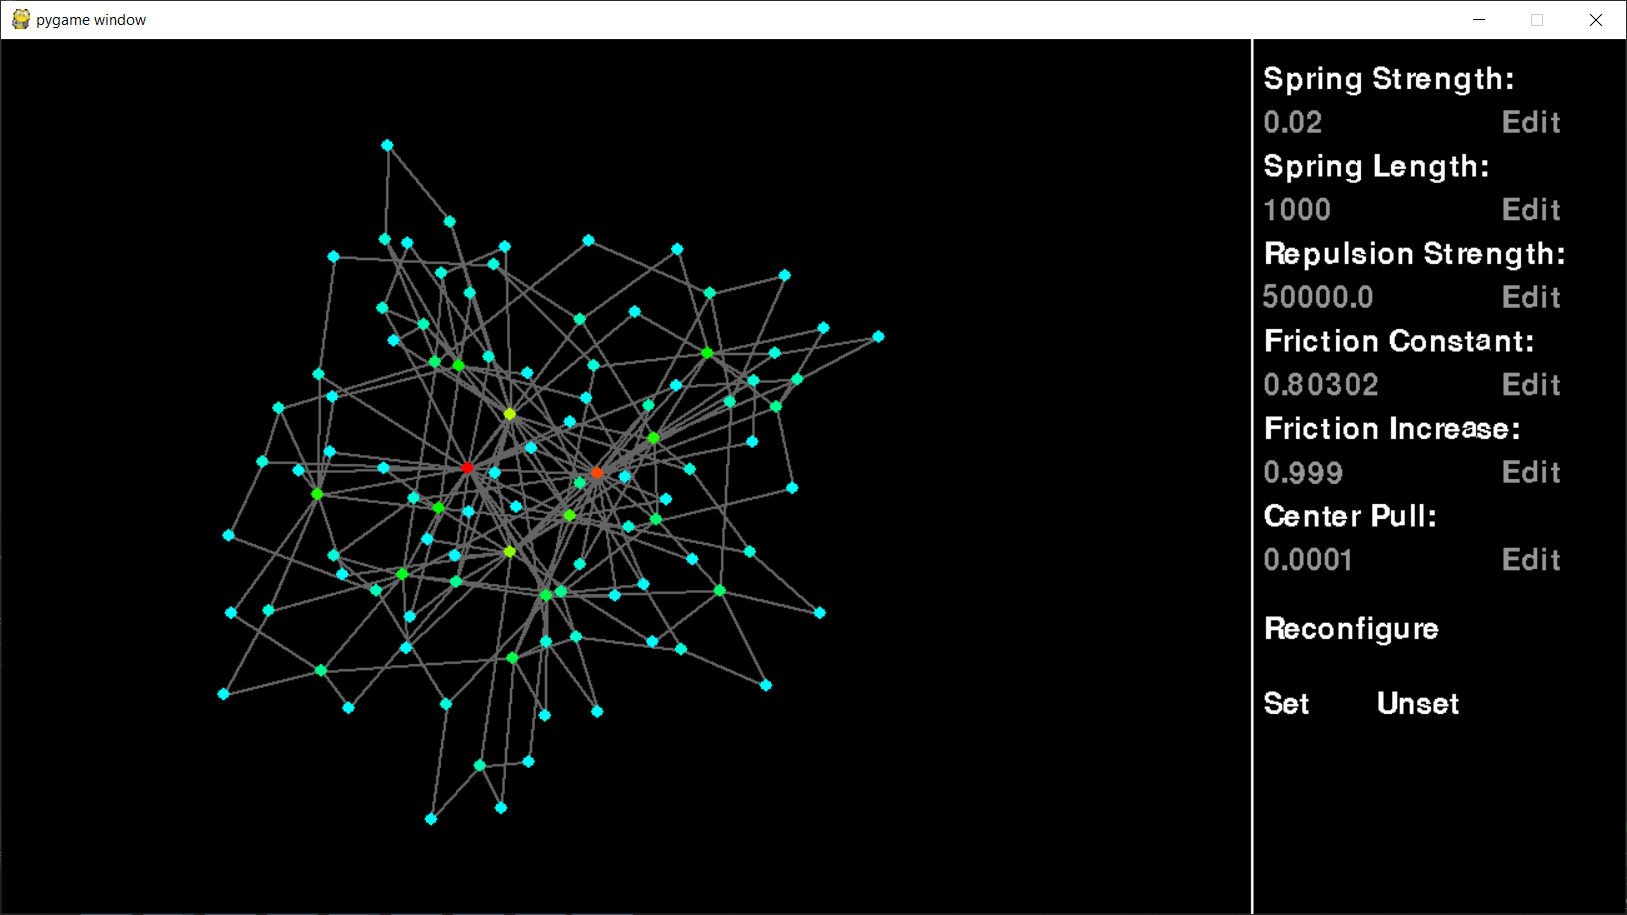 pygame window
Spring Strength:
0.02 Edit
Spring Length:
1000 Edit
Repulsion Strength:
50000.0 Edit
Friction Constant:
0.80302 Edit
Friction Increase:
0.999 Edit
Center Pull:
0.0001 Edit
Reconfigure
Set Unset